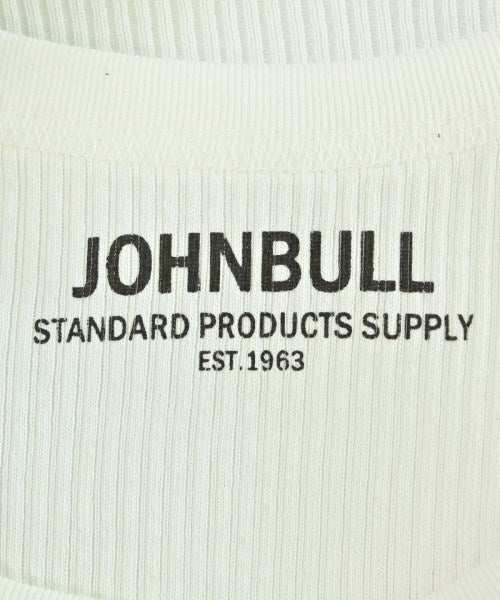 JOHNBULL
STANDARD PRODUCTS SUPPLY
EST.1963